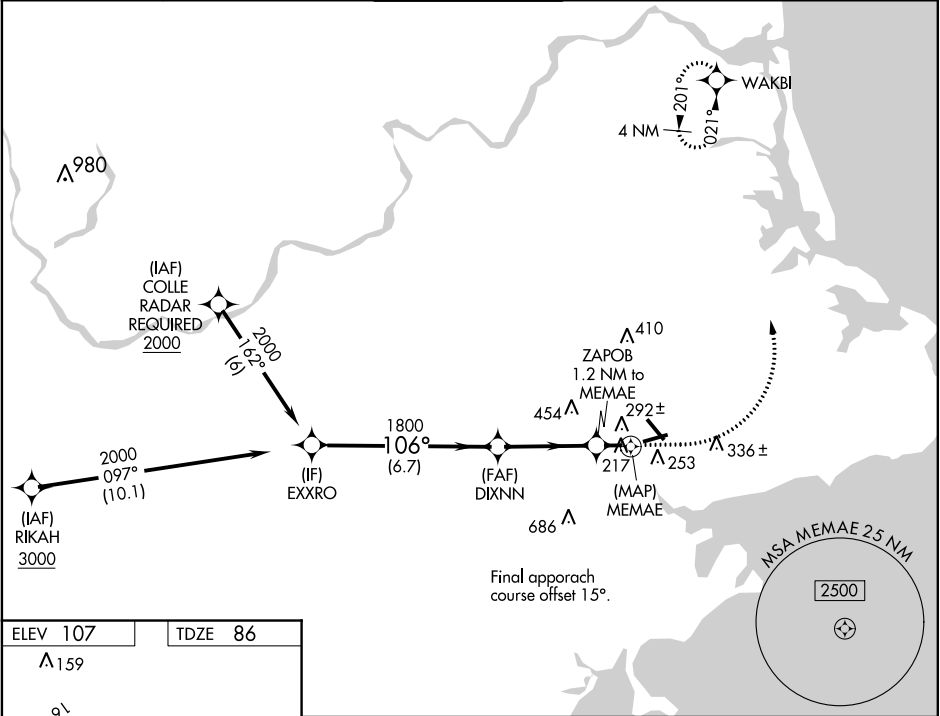 WAKBI
201°
021°
4 NM
980
(IAF)
COLLE
RADAR
REQUIRED
2000
2000
162°
(6)
410
ZAPOB
1.2 NM to
MEMAE
454
292±
1800
106°
(6.7)
217
253
336±
2000
097°
(10.1)
(IF)
EXXRO
(FAF)
DIXNN
(MAP)
MEMAE
(IAF)
RIKAH
3000
686
Final apporach
course offset 15°.
MSA MEMAE 25 NM
2500
ELEV 107
TDZE 86
159
16